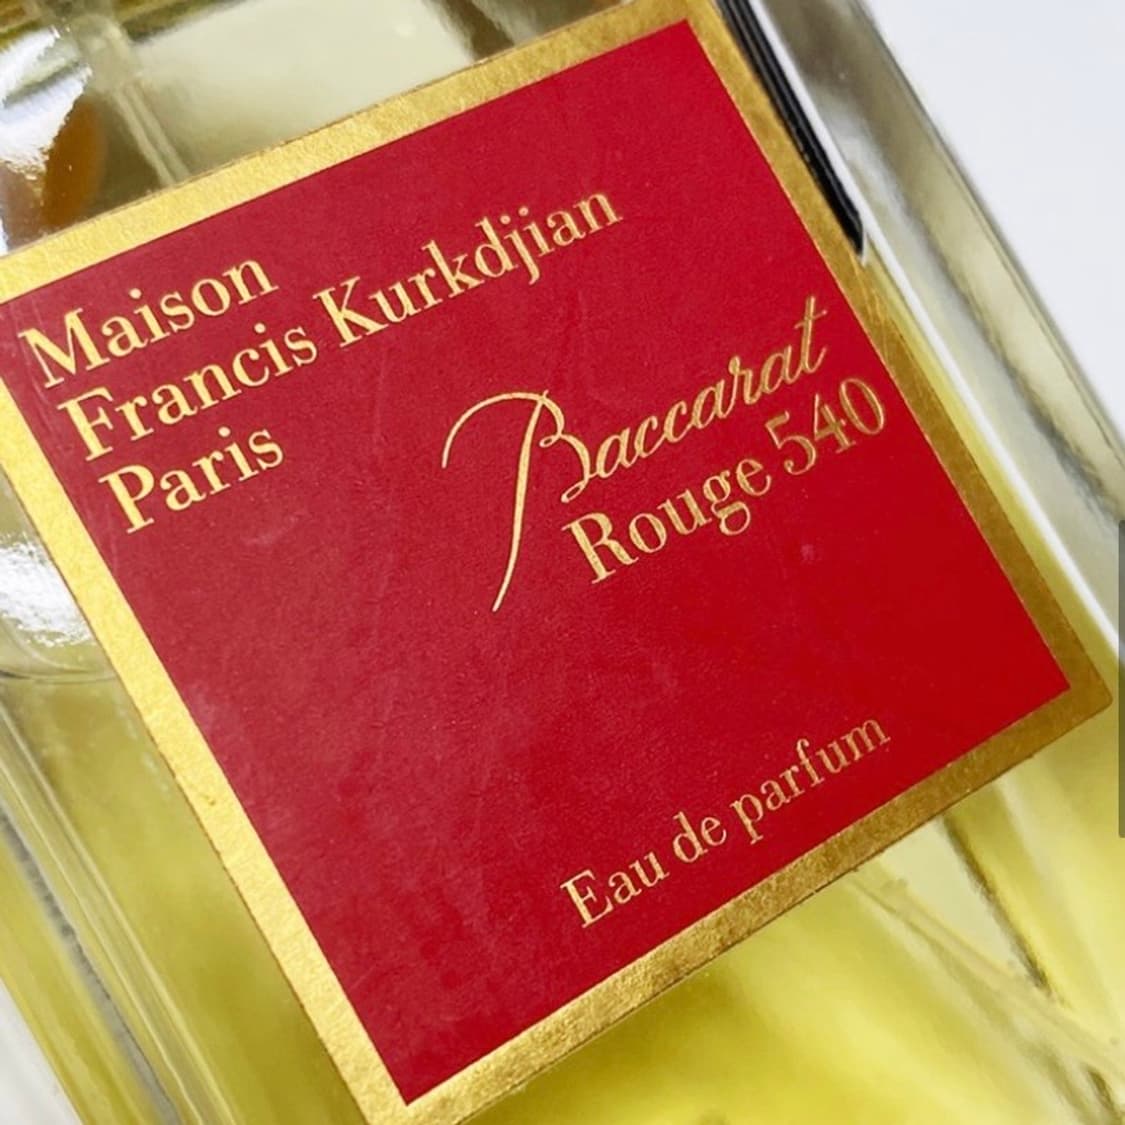 Maison
Francis Kurkdjian
Paris
Baccarat
Rouge 540
Eau de parfum